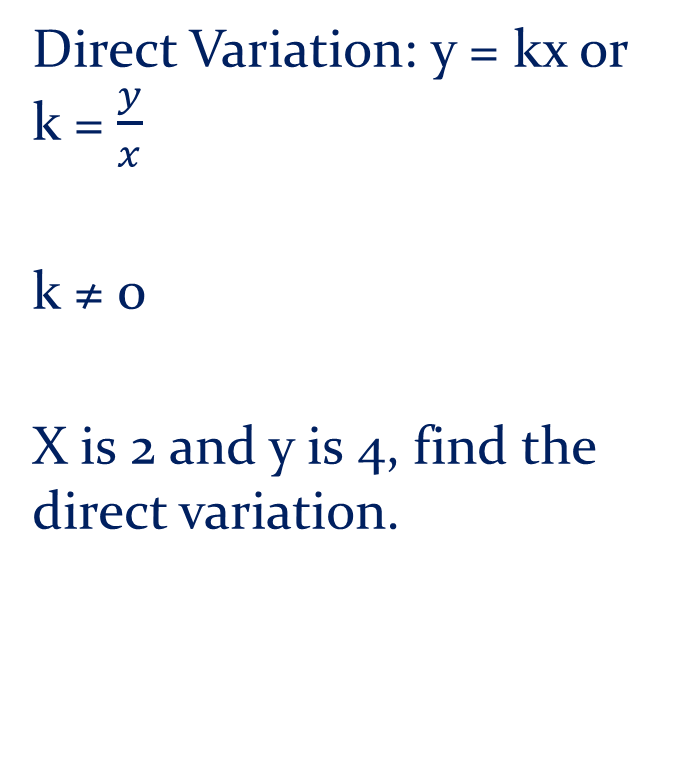 Direct Variation: y = kx or
k = y/x
k ≠ 0
X is 2 and y is 4, find the
direct variation.